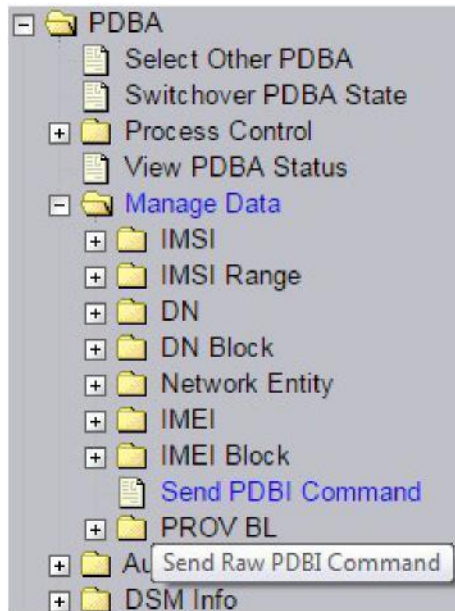 PDBA
Select Other PDBA
Switchover PDBA State
Process Control
View PDBA Status
Manage Data
IMSI
IMSI Range
DN
DN Block
Network Entity
IMEI
IMEI Block
Send PDBI Command
PROV BL
Send Raw PDBI Command
DSM Info